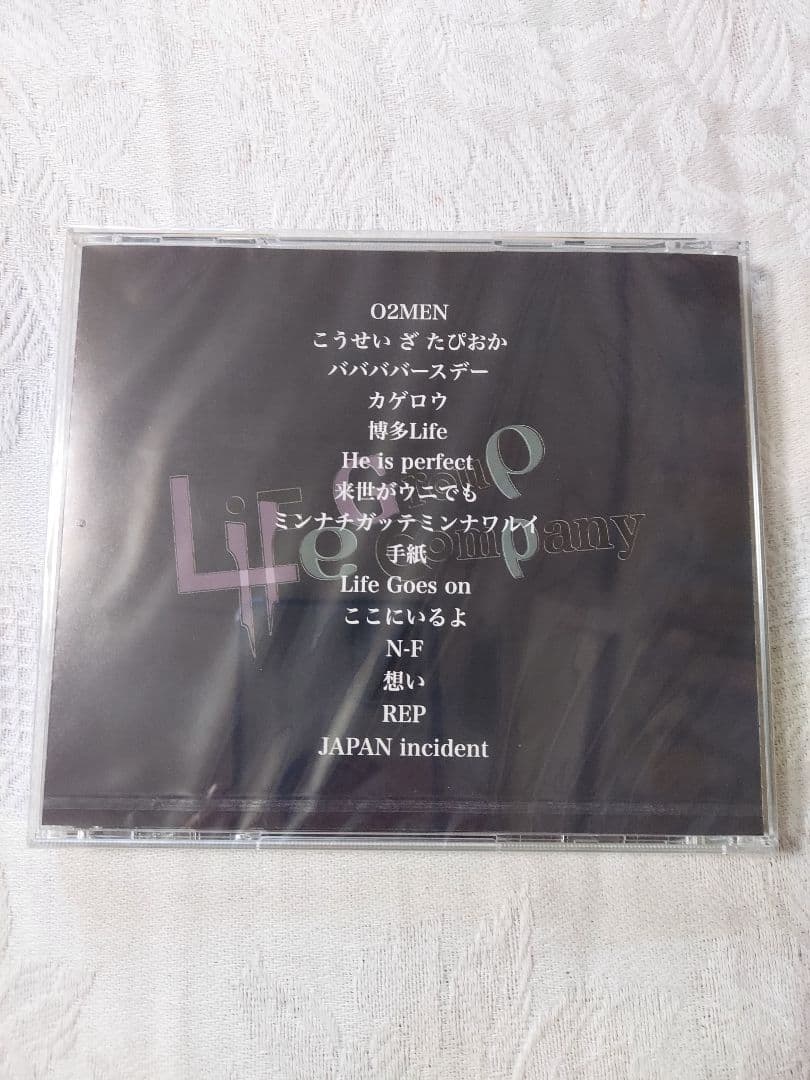 O2MEN
こうせい ざ たぴおか
バババババースデー
カゲロウ
博多Life
He is perfect
来世がウニでも
ミンナチガッテミンナワルイ
手紙
Life Goes on
ここにいるよ
N-F
想い
REP
JAPAN incident
Life Group
Company